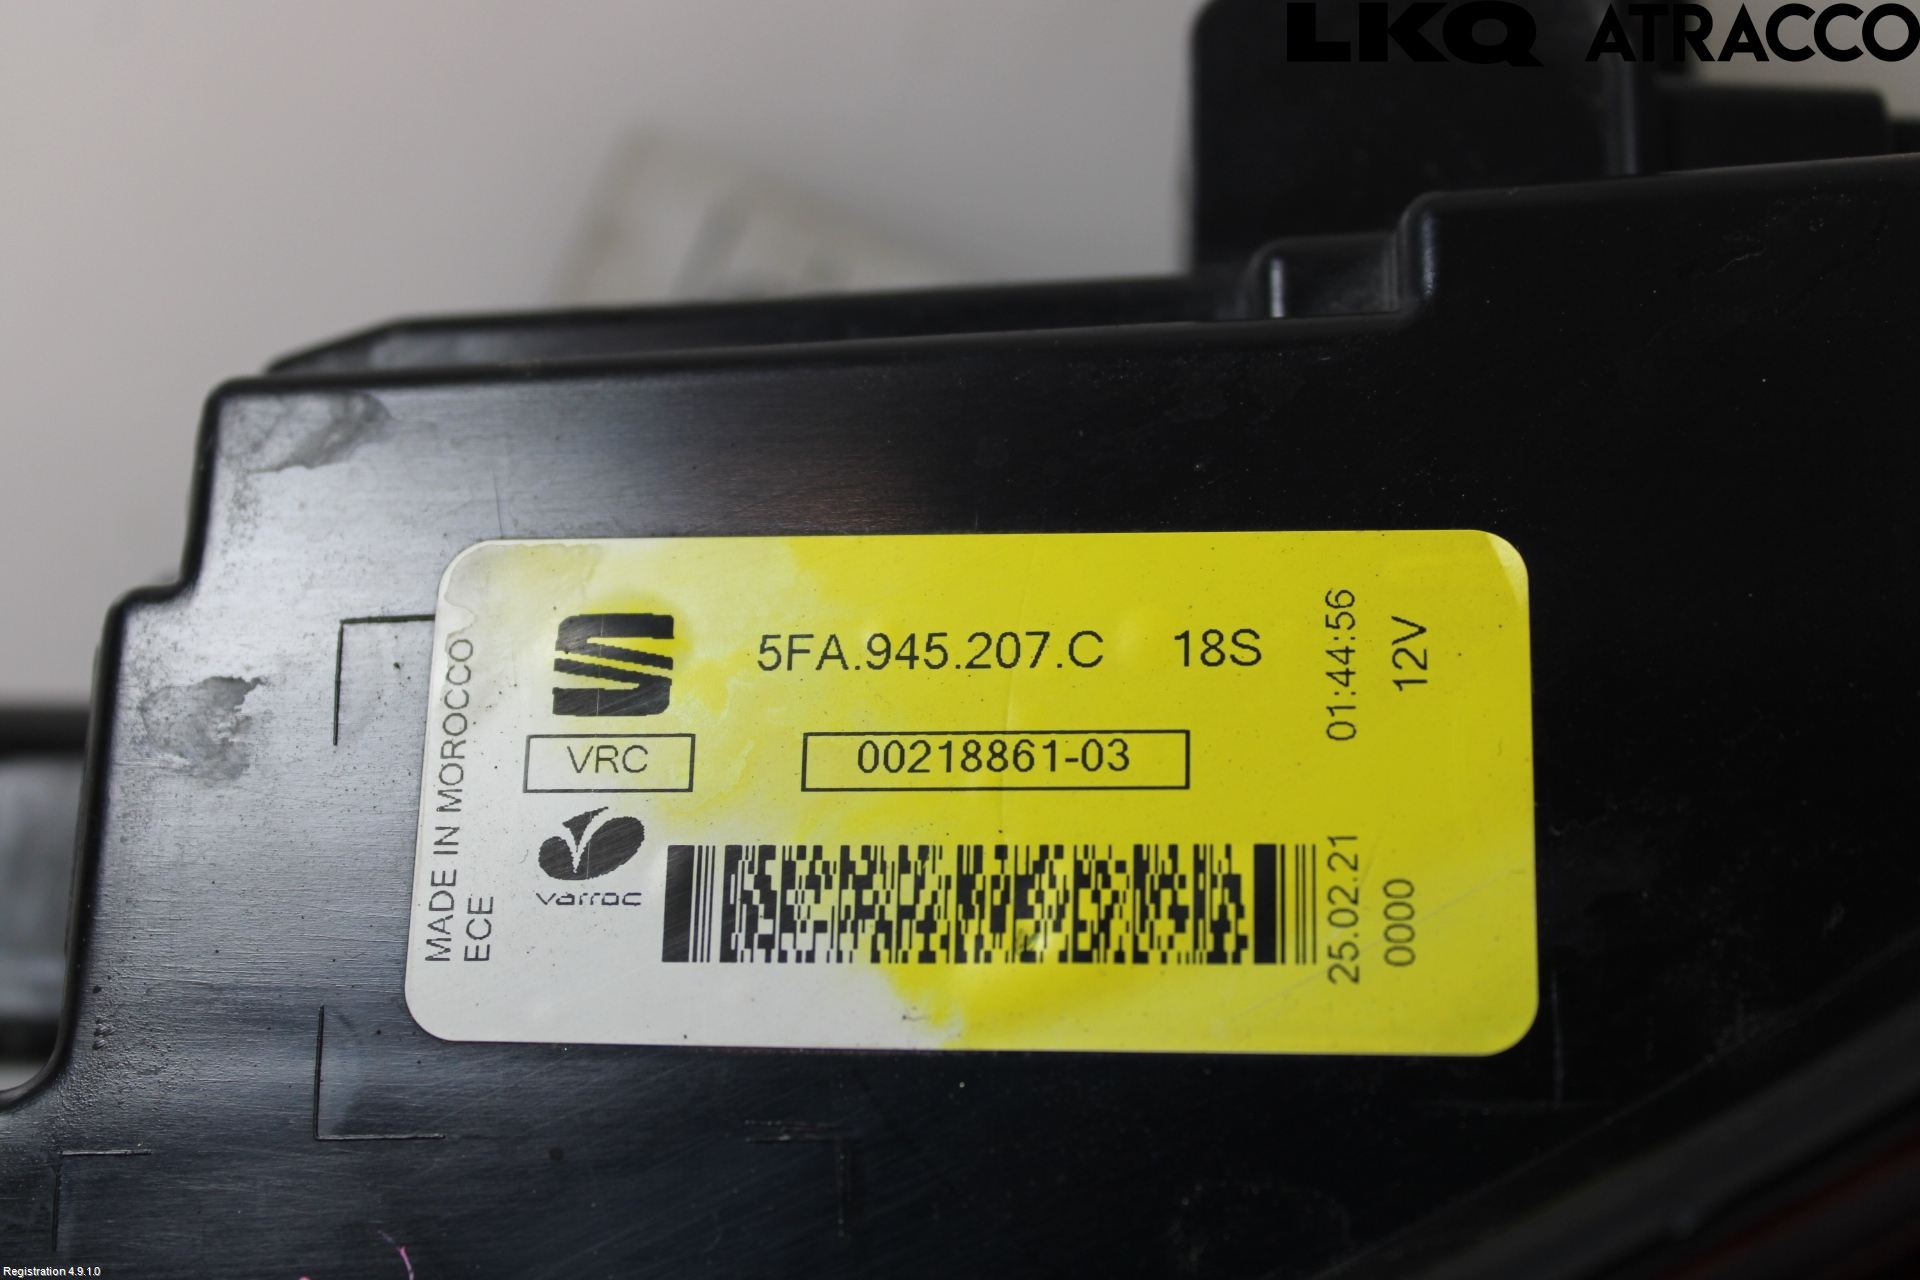 LKQ ATRACCO
5FA.945.207.C 18S
VRC
00218861-03
varroc
MADE IN MOROCCO
ECE
01:44:56
12V
25.02.21
0000
Registration 4.9.1.0